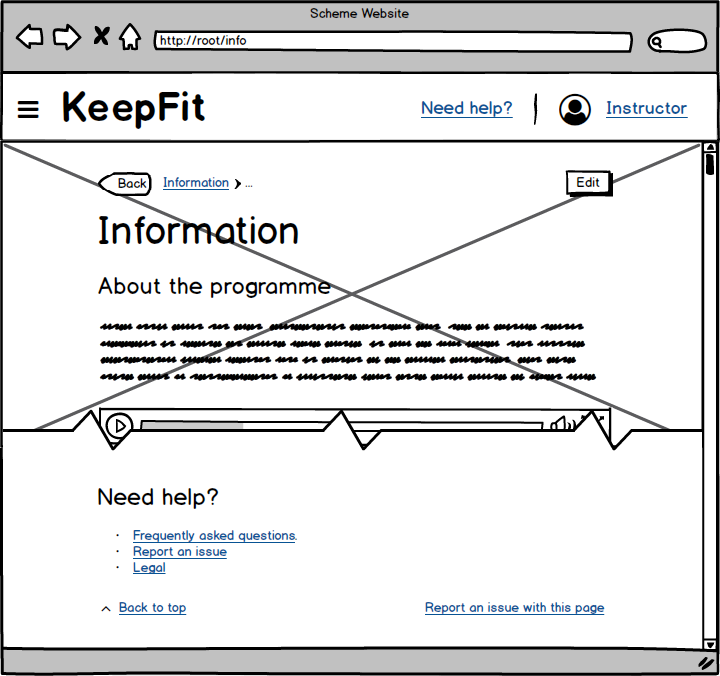 Scheme Website
http://root/info
KeepFit
Need help?
Instructor
Back
Information
...
Edit
Information
About the programme
Need help?
· Frequently asked questions.
· Report an issue
· Legal
Back to top
Report an issue with this page